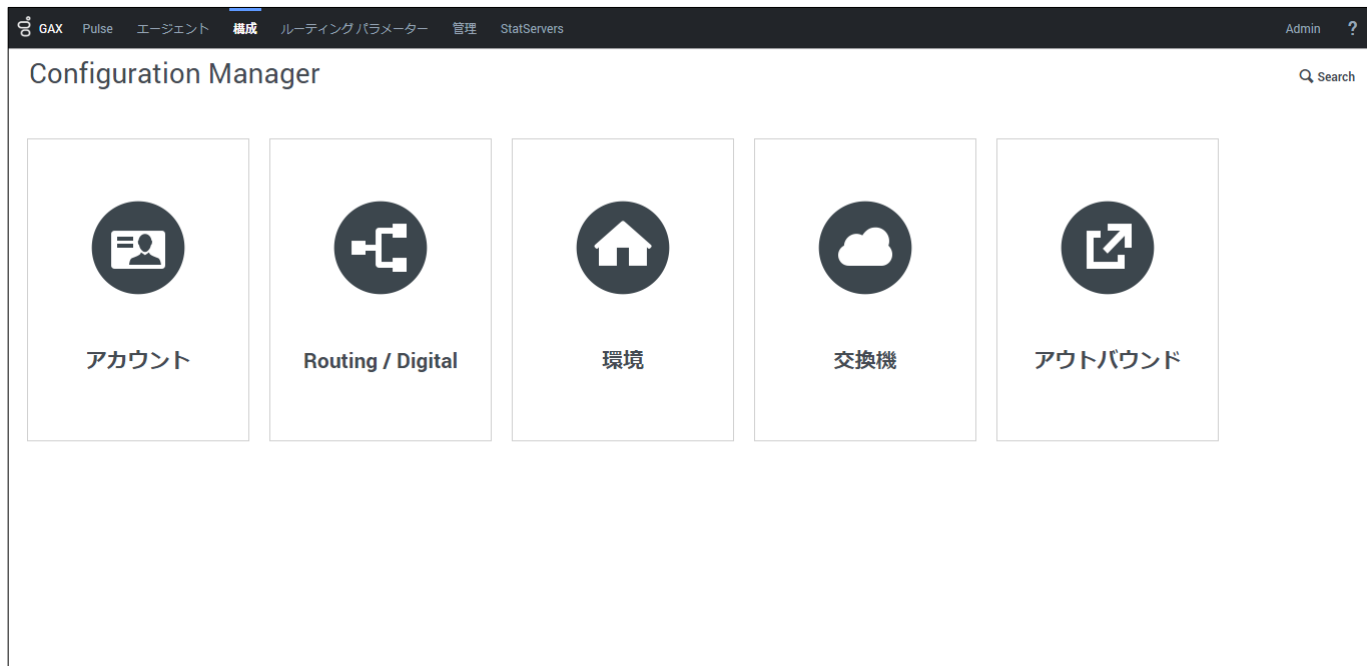 GAX Pulse エージェント 構成 ルーティング パラメーター 管理 StatServers Admin ?
Configuration Manager
Search
アカウント Routing / Digital 環境 交換機 アウトバウンド